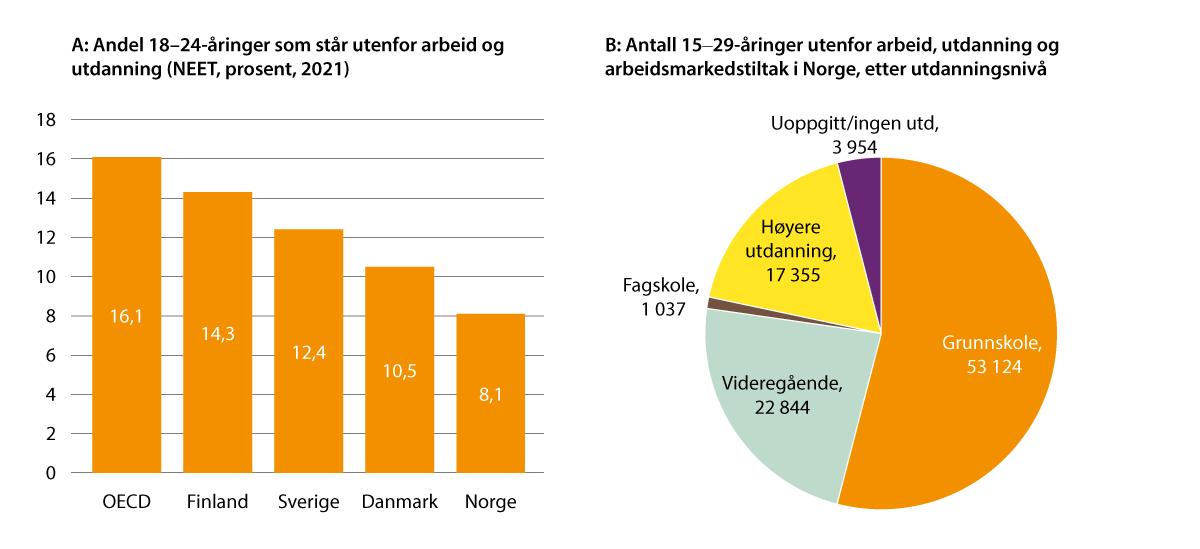 A: Andel 18–24-åringer som står utenfor arbeid og
utdanning (NEET, prosent, 2021)
18
16
14
12
10
8
6
4
2
0
16,1
14,3
12,4
10,5
8,1
OECD
Finland
Sverige
Danmark
Norge
B: Antall 15–29-åringer utenfor arbeid, utdanning og
arbeidsmarkedstiltak i Norge, etter utdanningsnivå
Uoppgitt/ingen utd,
3 954
Høyere
utdanning,
17 355
Fagskole,
1 037
Grunnskole,
53 124
Videregående,
22 844